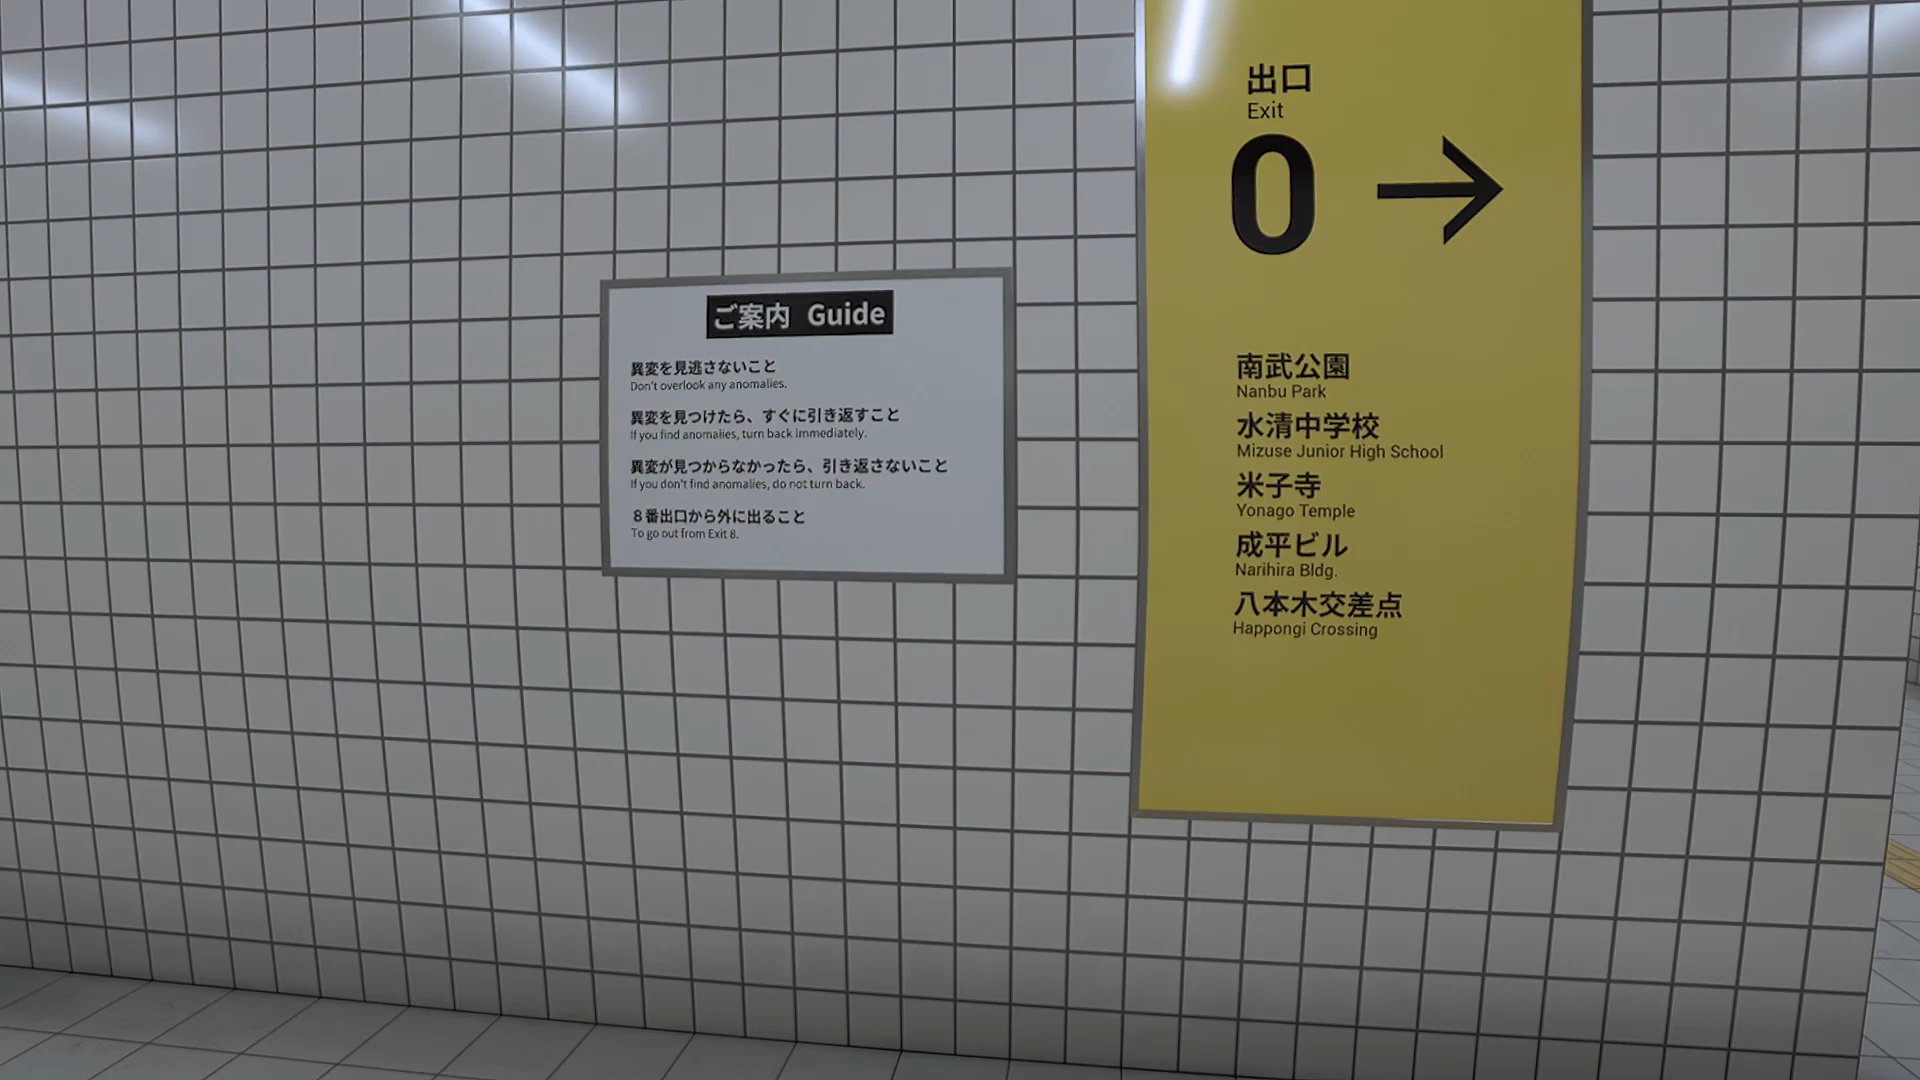 ご案内 Guide
異変を見逃さないこと
Don't overlook any anomalies.
異変を見つけたら、すぐに引き返すこと
If you find anomalies, turn back immediately.
異変が見つからなかったら、引き返さないこと
If you don't find anomalies, do not turn back.
８番出口から外に出ること
To go out from Exit 8.
出口
Exit
0 →
南武公園
Nanbu Park
水清中学校
Mizuse Junior High School
米子寺
Yonago Temple
成平ビル
Narihira Bldg.
八本木交差点
Happongi Crossing